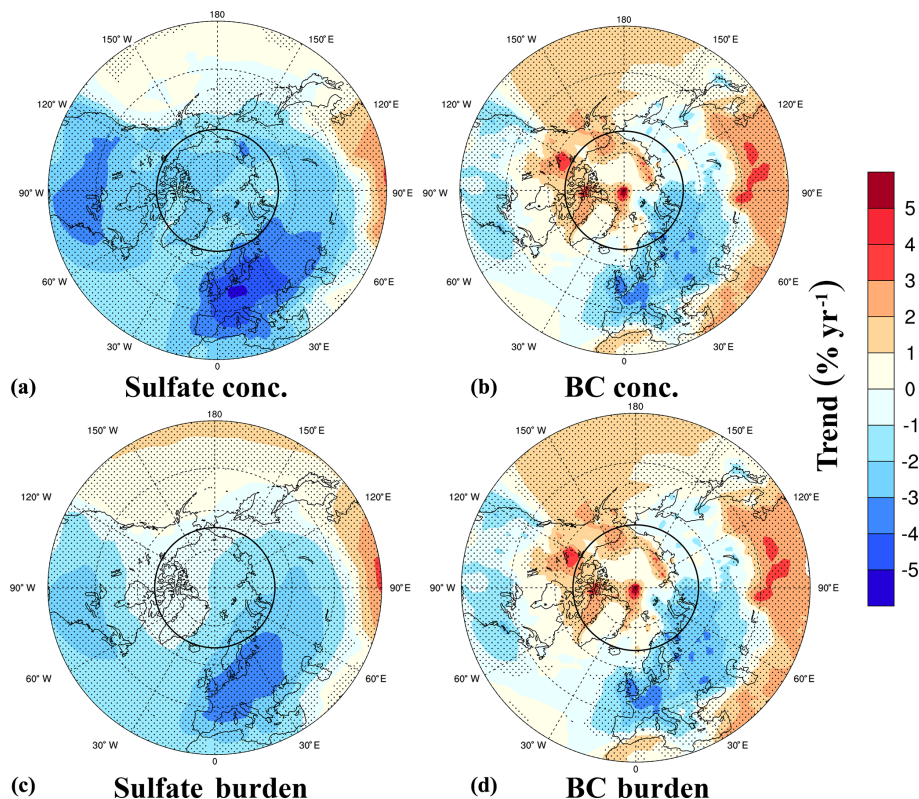 180
150° W
150° E
120° W
120° E
90° W
90° E
60° W
60° E
30° W
30° E
0
(a) Sulfate conc.
180
150° W
150° E
120° W
120° E
90° W
90° E
60° W
60° E
30° W
30° E
0
(b) BC conc.
180
150° W
150° E
120° W
120° E
90° W
90° E
60° W
60° E
30° W
30° E
0
(c) Sulfate burden
180
150° W
150° E
120° W
120° E
90° W
90° E
60° W
60° E
30° W
30° E
0
(d) BC burden
Trend (% yr⁻¹)
5
4
3
2
1
0
-1
-2
-3
-4
-5